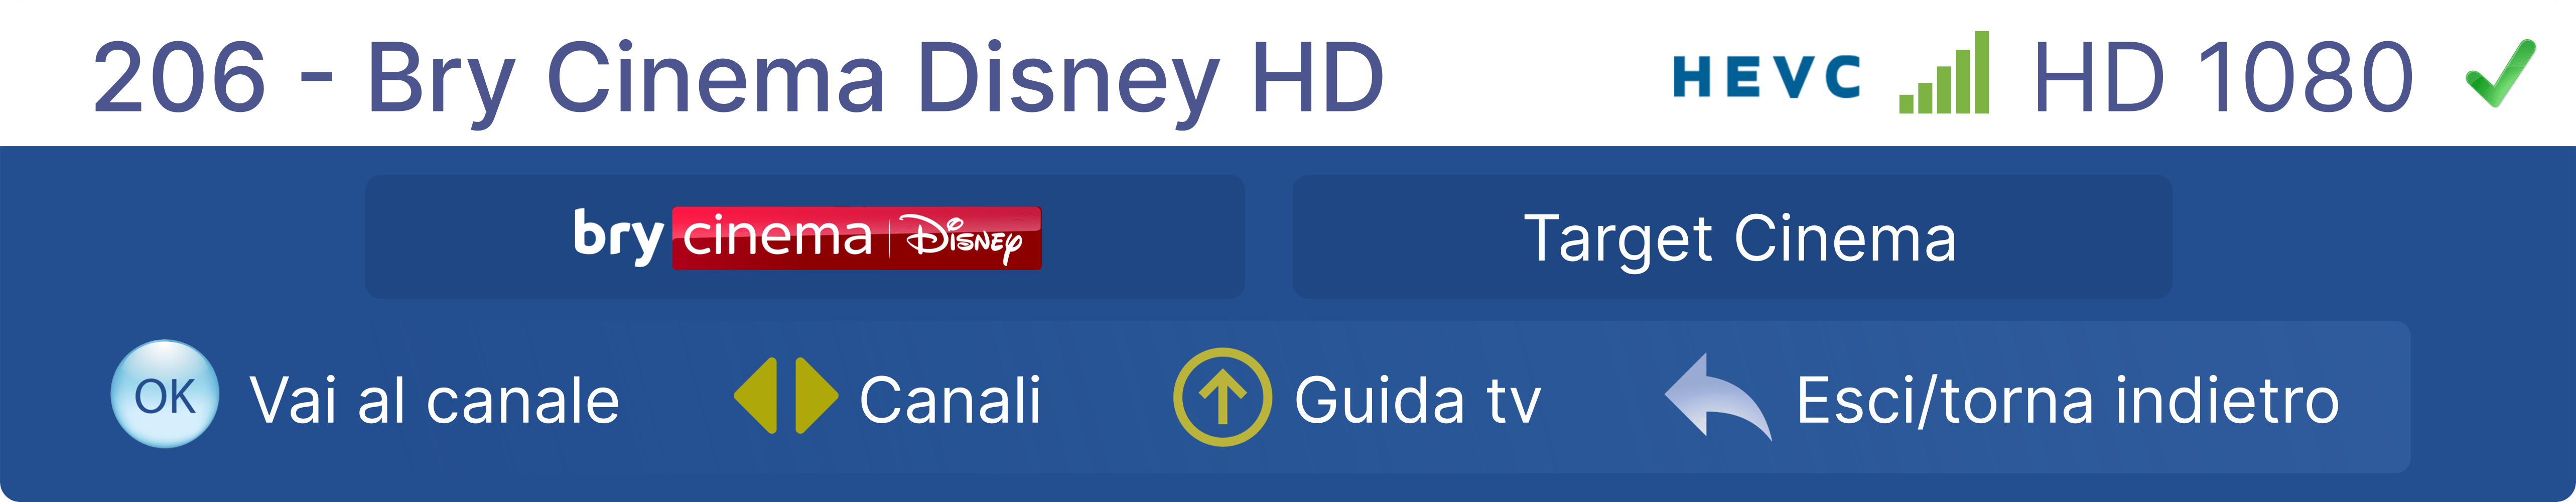 206 - Bry Cinema Disney HD HEVC HD 1080
bry cinema Disney Target Cinema
OK Vai al canale Canali Guida tv Esci/torna indietro